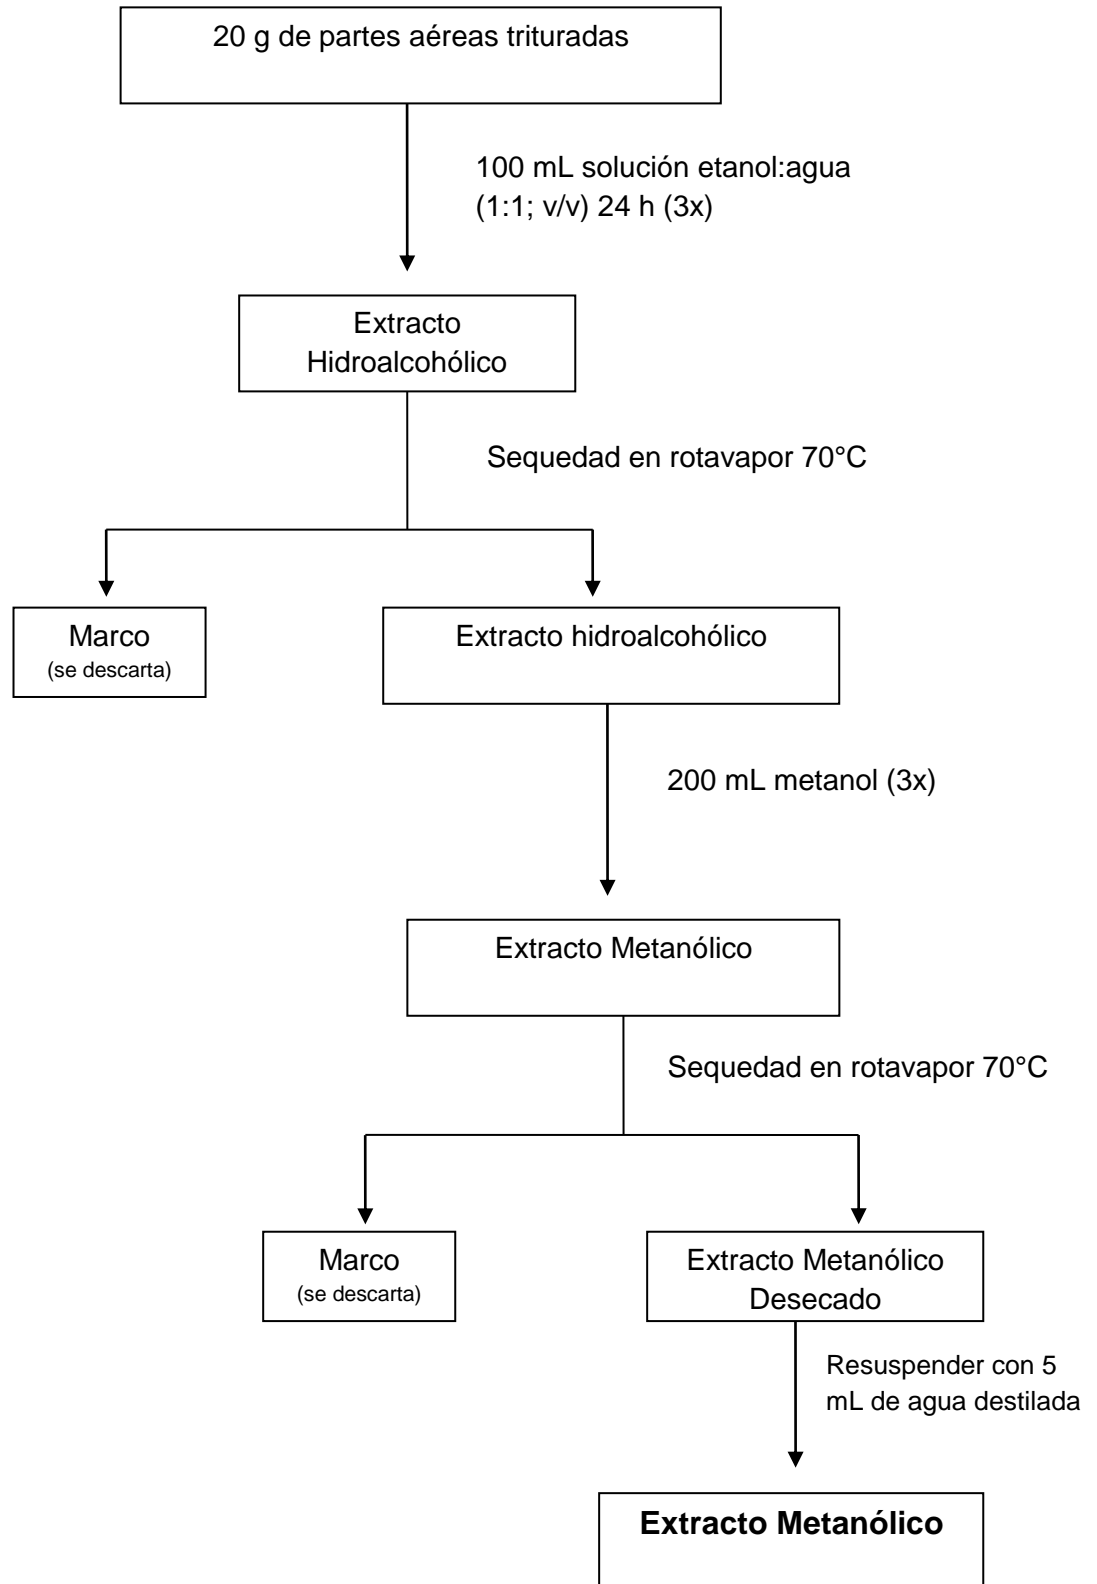 20 g de partes aéreas trituradas
100 mL solución etanol:agua
(1:1; v/v) 24 h (3x)
Extracto
Hidroalcohólico
Sequedad en rotavapor 70°C
Marco
(se descarta)
Extracto hidroalcohólico
200 mL metanol (3x)
Extracto Metanólico
Sequedad en rotavapor 70°C
Marco
(se descarta)
Extracto Metanólico
Desecado
Resuspender con 5
mL de agua destilada
Extracto Metanólico